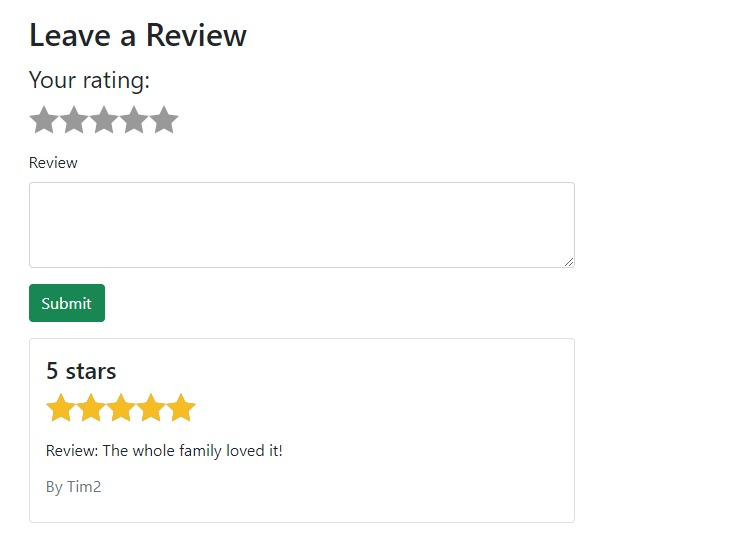 Leave a Review
Your rating:
Review
Submit
5 stars
Review: The whole family loved it!
By Tim2